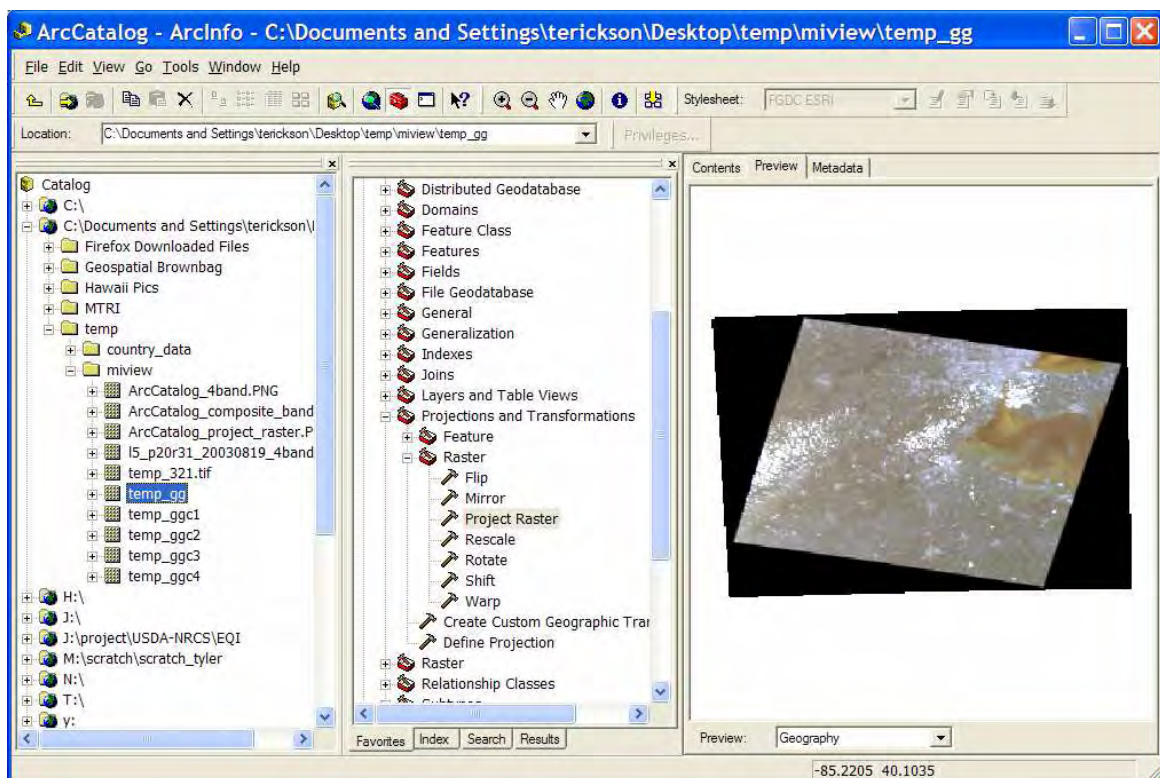 ArcCatalog - ArcInfo - C:\Documents and Settings\terickson\Desktop\temp\miview\temp_gg
File Edit View Go Tools Window Help
Stylesheet: FGDC ESRI
Location: C:\Documents and Settings\terickson\Desktop\temp\miview\temp_gg Privileges...
Catalog
C:\
C:\Documents and Settings\terickson\
Firefox Downloaded Files
Geospatial Brownbag
Hawaii Pics
MTRI
temp
country_data
miview
ArcCatalog_4band.PNG
ArcCatalog_composite_band
ArcCatalog_project_raster.P
l5_p20r31_20030819_4band
temp_321.tif
temp_gg
temp_ggc1
temp_ggc2
temp_ggc3
temp_ggc4
H:\
J:\
J:\project\USDA-NRCS\EQI
M:\scratch\scratch_tyler
N:\
T:\
y:
Distributed Geodatabase
Domains
Feature Class
Features
Fields
File Geodatabase
General
Generalization
Indexes
Joins
Layers and Table Views
Projections and Transformations
Feature
Raster
Flip
Mirror
Project Raster
Rescale
Rotate
Shift
Warp
Create Custom Geographic Tran
Define Projection
Raster
Relationship Classes
Favorites Index Search Results
Contents Preview Metadata
Preview: Geography
-85.2205 40.1035